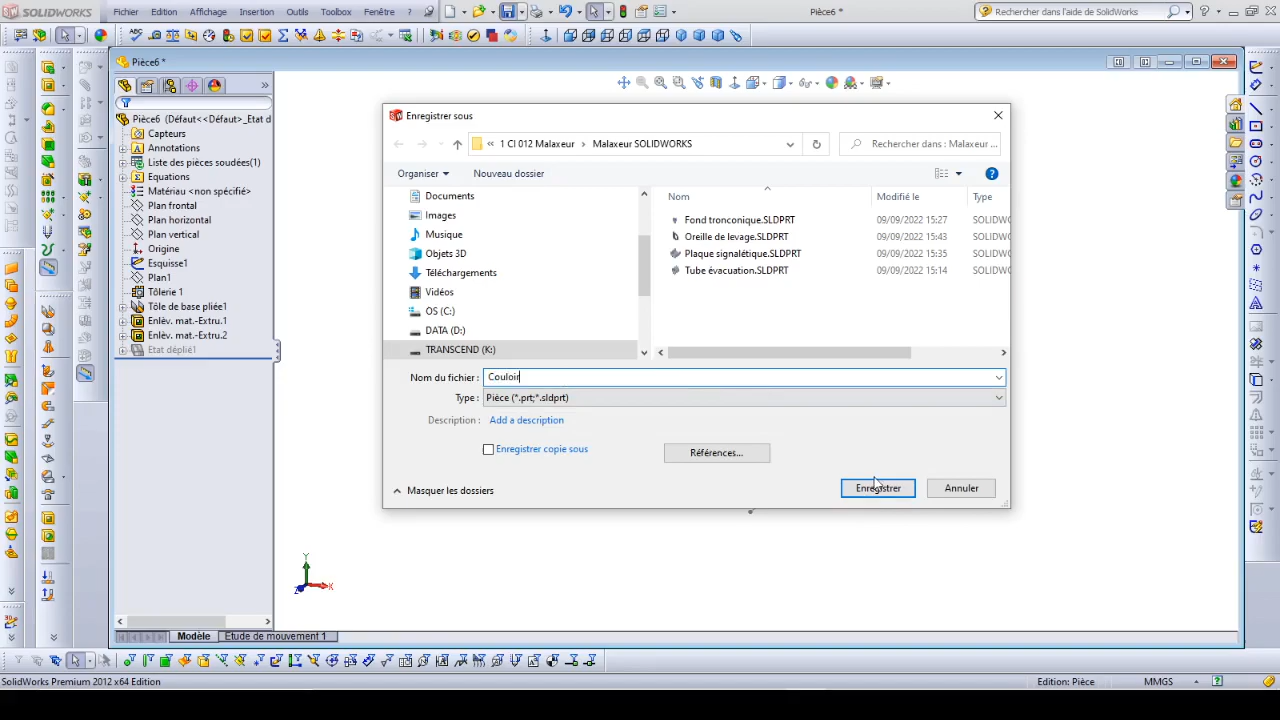 SOLIDWORKS Fichier Edition Affichage Insertion Outils Toolbox Fenêtre ? Pièce6 * Rechercher dans l'aide de SolidWorks
Pièce6 *
Pièce6 (Défaut<<Défaut>_Etat d
Capteurs
Annotations
Liste des pièces soudées(1)
Equations
Matériau <non spécifié>
Plan frontal
Plan horizontal
Plan vertical
Origine
Esquisse1
Plan1
Tôlerie 1
Tôle de base pliée1
Enlèv. mat.-Extru.1
Enlèv. mat.-Extru.2
Etat déplié1
Enregistrer sous
« 1 CI 012 Malaxeur > Malaxeur SOLIDWORKS
Rechercher dans : Malaxeur ...
Organiser Nouveau dossier
Documents
Images
Musique
Objets 3D
Téléchargements
Vidéos
OS (C:)
DATA (D:)
TRANSCEND (K:)
Nom Modifié le Type
Fond tronconique.SLDPRT 09/09/2022 15:27 SOLIDWO
Oreille de levage.SLDPRT 09/09/2022 15:43 SOLIDWO
Plaque signalétique.SLDPRT 09/09/2022 15:35 SOLIDWO
Tube évacuation.SLDPRT 09/09/2022 15:14 SOLIDWO
Nom du fichier : Couloir
Type : Pièce (*.prt;*.sldprt)
Description : Add a description
Enregistrer copie sous
Références...
Masquer les dossiers
Enregistrer Annuler
Y
X
Z
Modèle Etude de mouvement 1
SolidWorks Premium 2012 x64 Edition Edition: Pièce MMGS